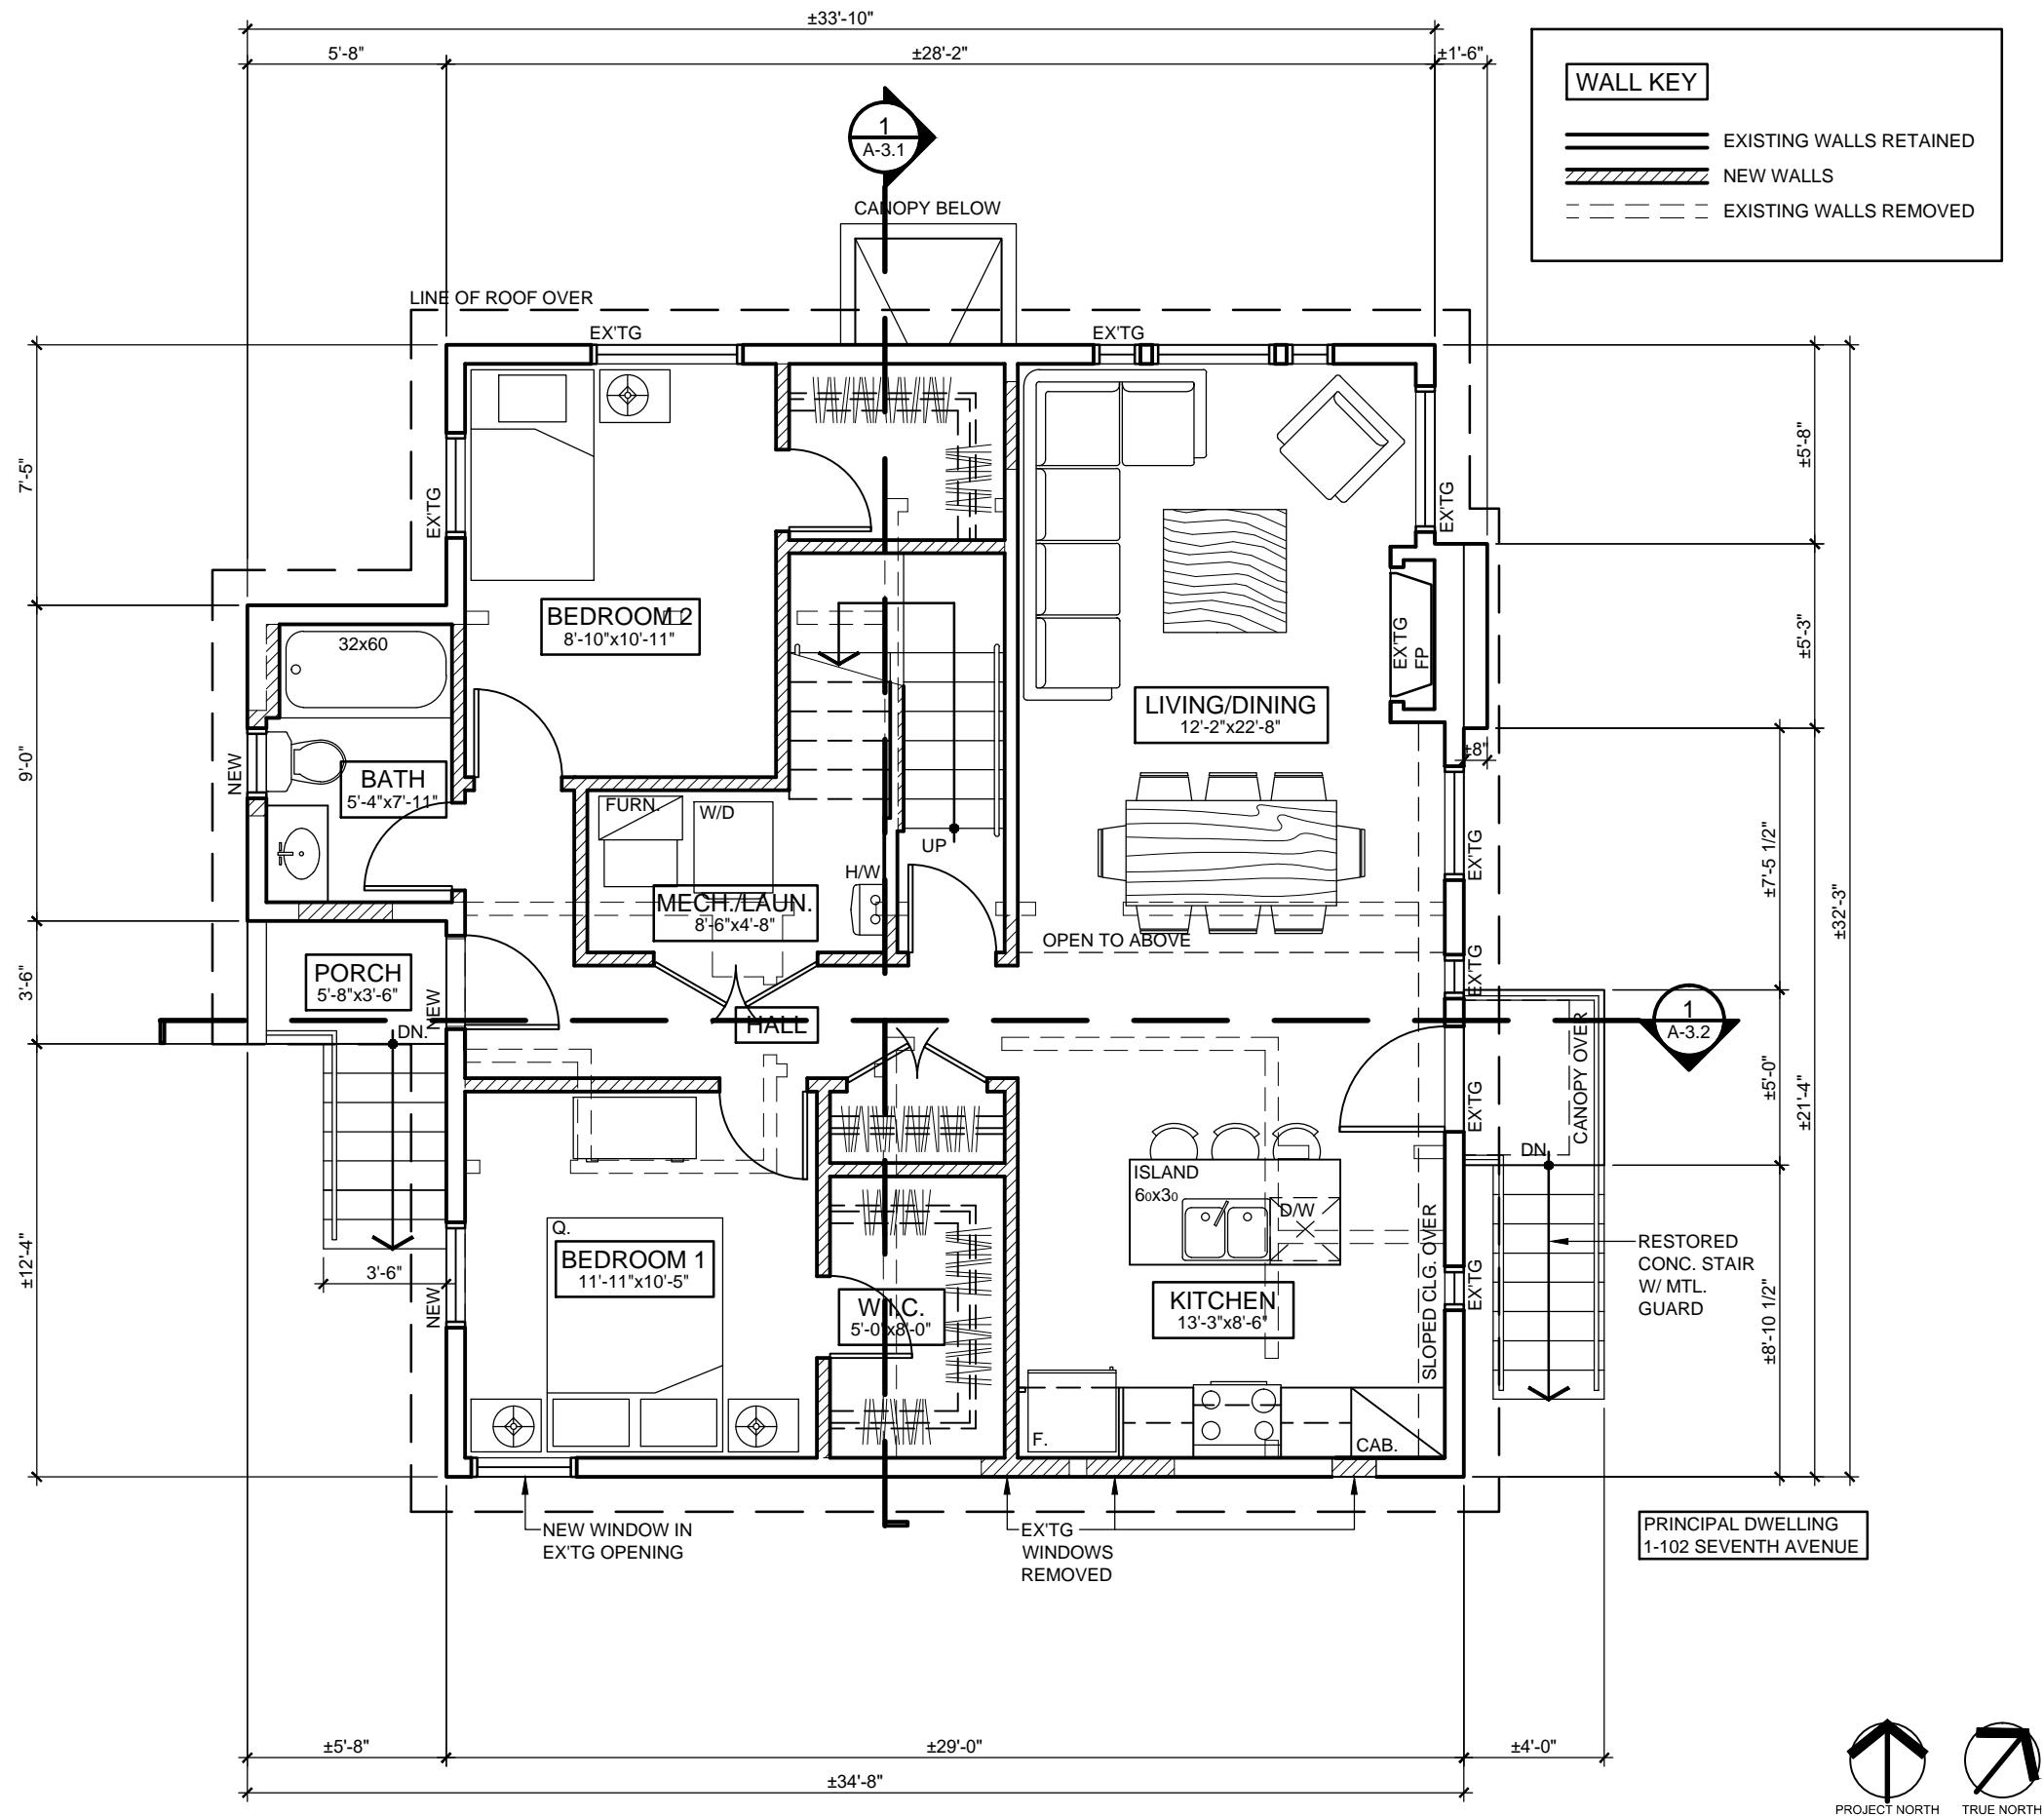 ±33'-10"
5'-8"
±28'-2"
±1'-6"
WALL KEY
EXISTING WALLS RETAINED
NEW WALLS
EXISTING WALLS REMOVED
1
A-3.1
CANOPY BELOW
LINE OF ROOF OVER
EX'TG
EX'TG
7'-5"
EX'TG
EX'TG
±5'-8"
BEDROOM 2
8'-10"x10'-11"
32x60
EX'TG
FP
±5'-3"
LIVING/DINING
12'-2"x22'-8"
±8"
9'-0"
NEW
BATH
5'-4"x7'-11"
FURN.
W/D
UP
H/W
EX'TG
±7'-5 1/2"
±32'-3"
MECH./LAUN.
8'-6"x4'-8"
OPEN TO ABOVE
3'-6"
PORCH
5'-8"x3'-6"
NEW
EX'TG
DN.
HALL
1
A-3.2
CANOPY OVER
±5'-0"
±21'-4"
EX'TG
DN.
ISLAND
60x30
D/W
Q.
BEDROOM 1
11'-11"x10'-5"
±12'-4"
3'-6"
NEW
W.I.C.
5'-0"x8'-0"
KITCHEN
13'-3"x8'-6"
SLOPED CLG. OVER
EX'TG
RESTORED
CONC. STAIR
W/ MTL.
GUARD
±8'-10 1/2"
F.
CAB.
NEW WINDOW IN
EX'TG OPENING
EX'TG
WINDOWS
REMOVED
PRINCIPAL DWELLING
1-102 SEVENTH AVENUE
±5'-8"
±29'-0"
±4'-0"
±34'-8"
PROJECT NORTH
TRUE NORTH